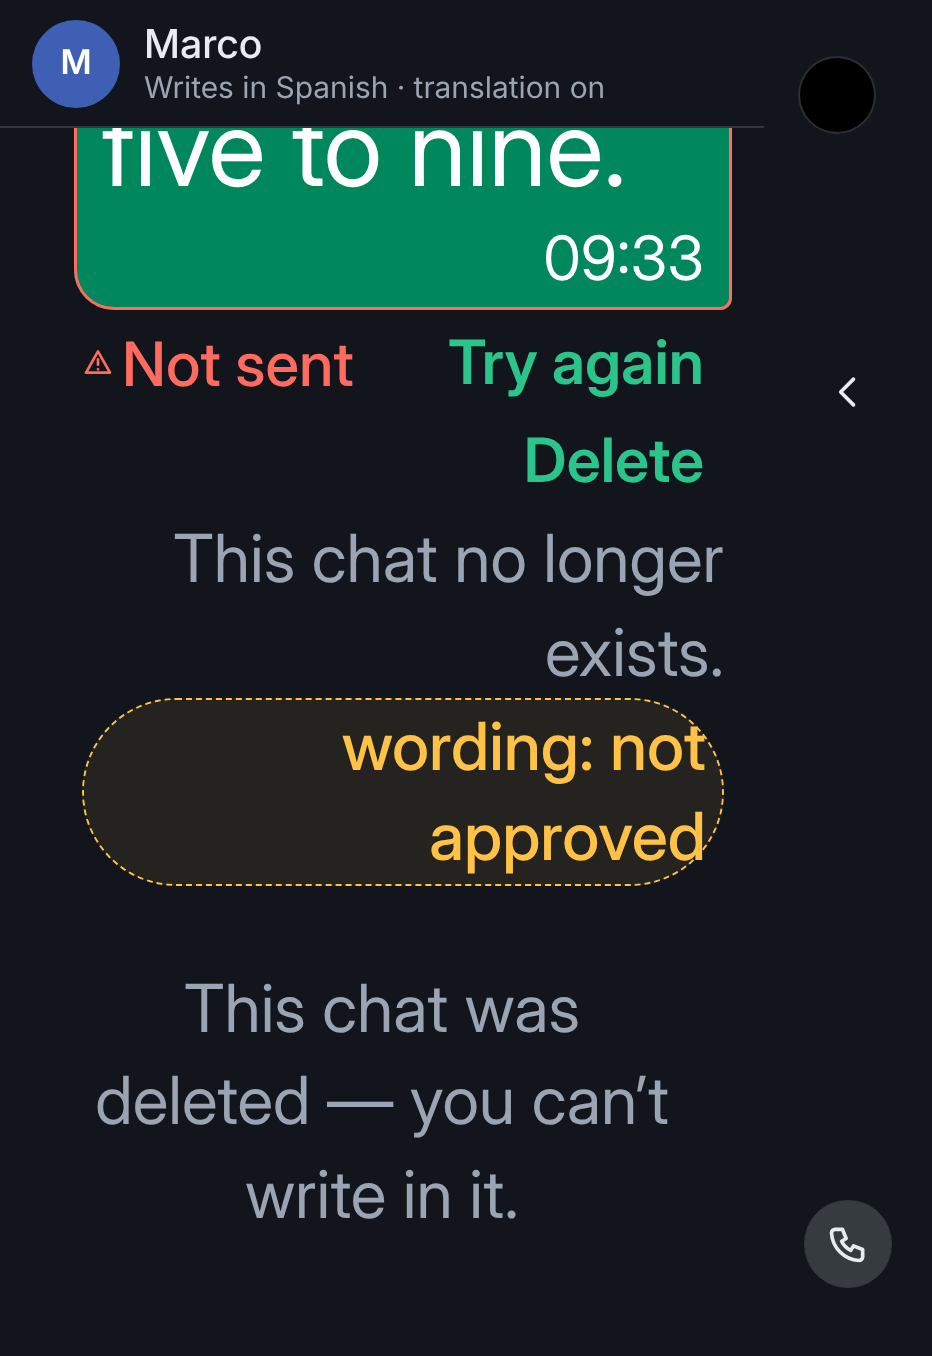 M
Marco
Writes in Spanish · translation on
five to nine.
09:33
Not sent
Try again
Delete
This chat no longer
exists.
wording: not
approved
This chat was
deleted — you can’t
write in it.